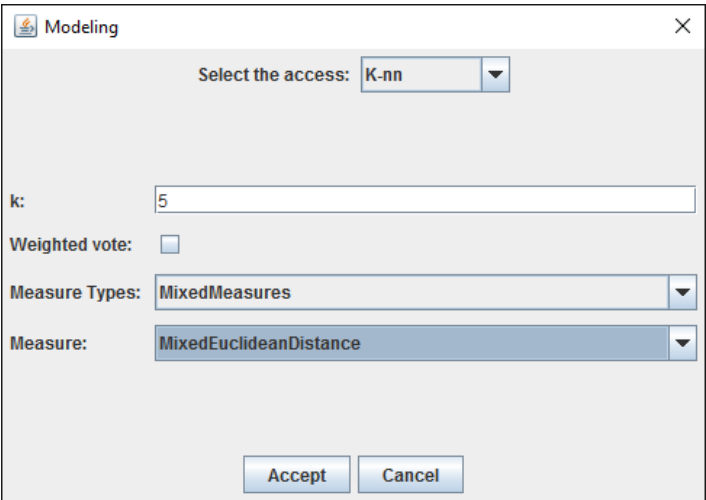 Modeling
Select the access: K-nn
k: 5
Weighted vote:
Measure Types: MixedMeasures
Measure: MixedEuclideanDistance
Accept Cancel